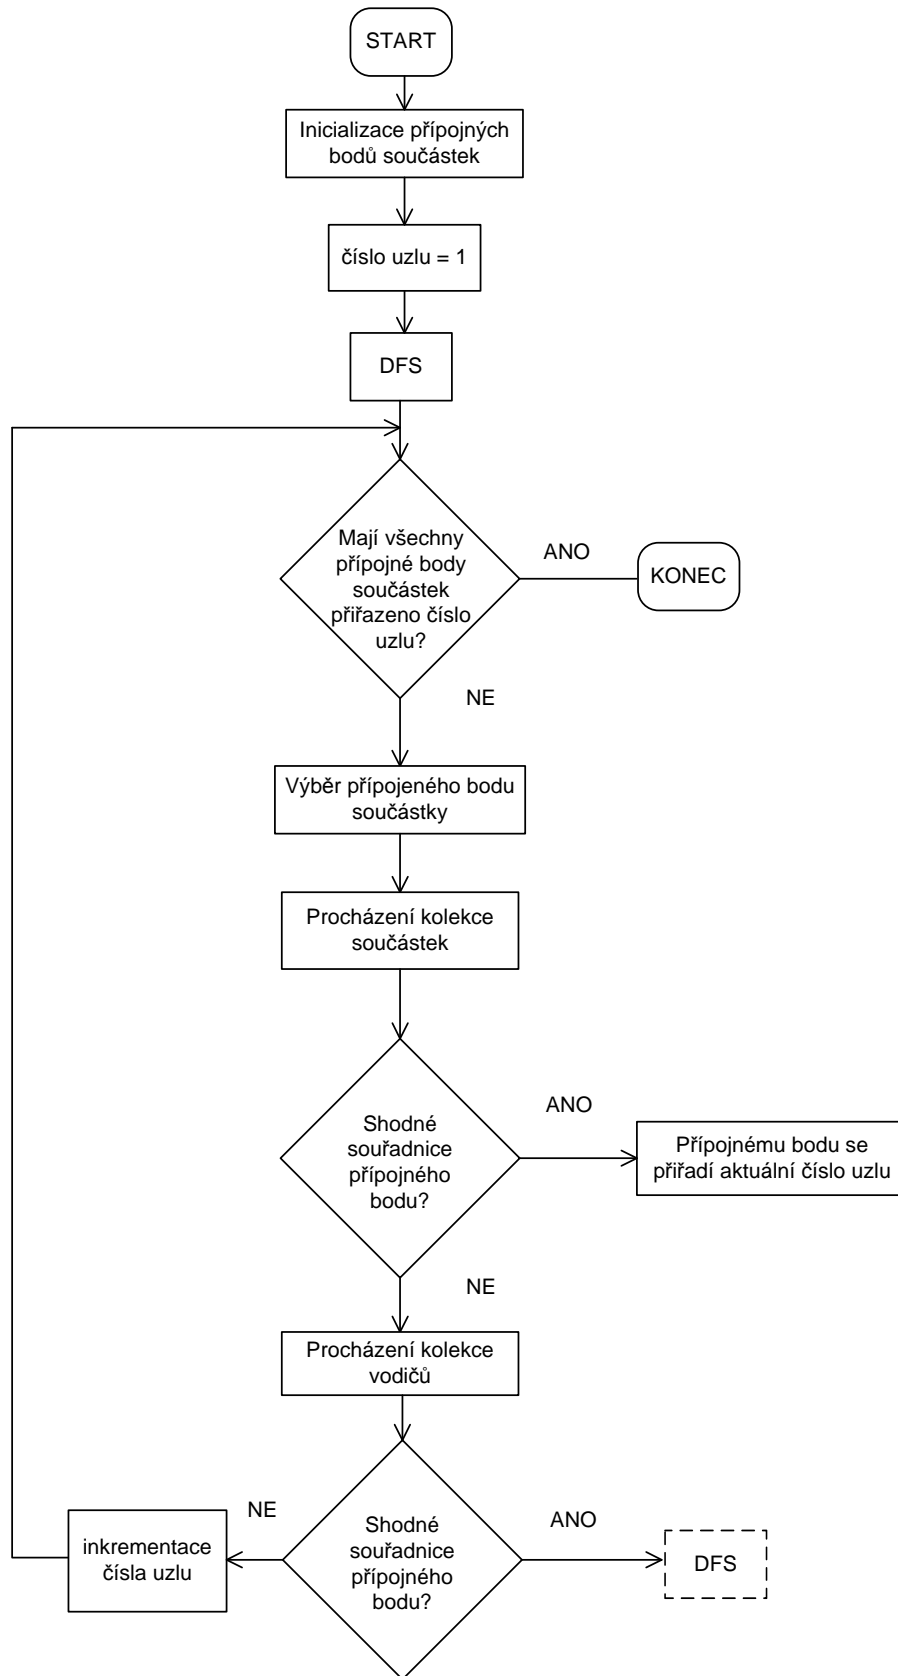 START
Inicializace přípojných
bodů součástek
číslo uzlu = 1
DFS
Mají všechny
přípojné body
součástek
přiřazeno číslo
uzlu?
ANO
KONEC
NE
Výběr přípojeného bodu
součástky
Procházení kolekce
součástek
Shodné
souřadnice
přípojného
bodu?
ANO
Přípojnému bodu se
přiřadí aktuální číslo uzlu
NE
Procházení kolekce
vodičů
Shodné
souřadnice
přípojného
bodu?
NE
inkrementace
čísla uzlu
ANO
DFS